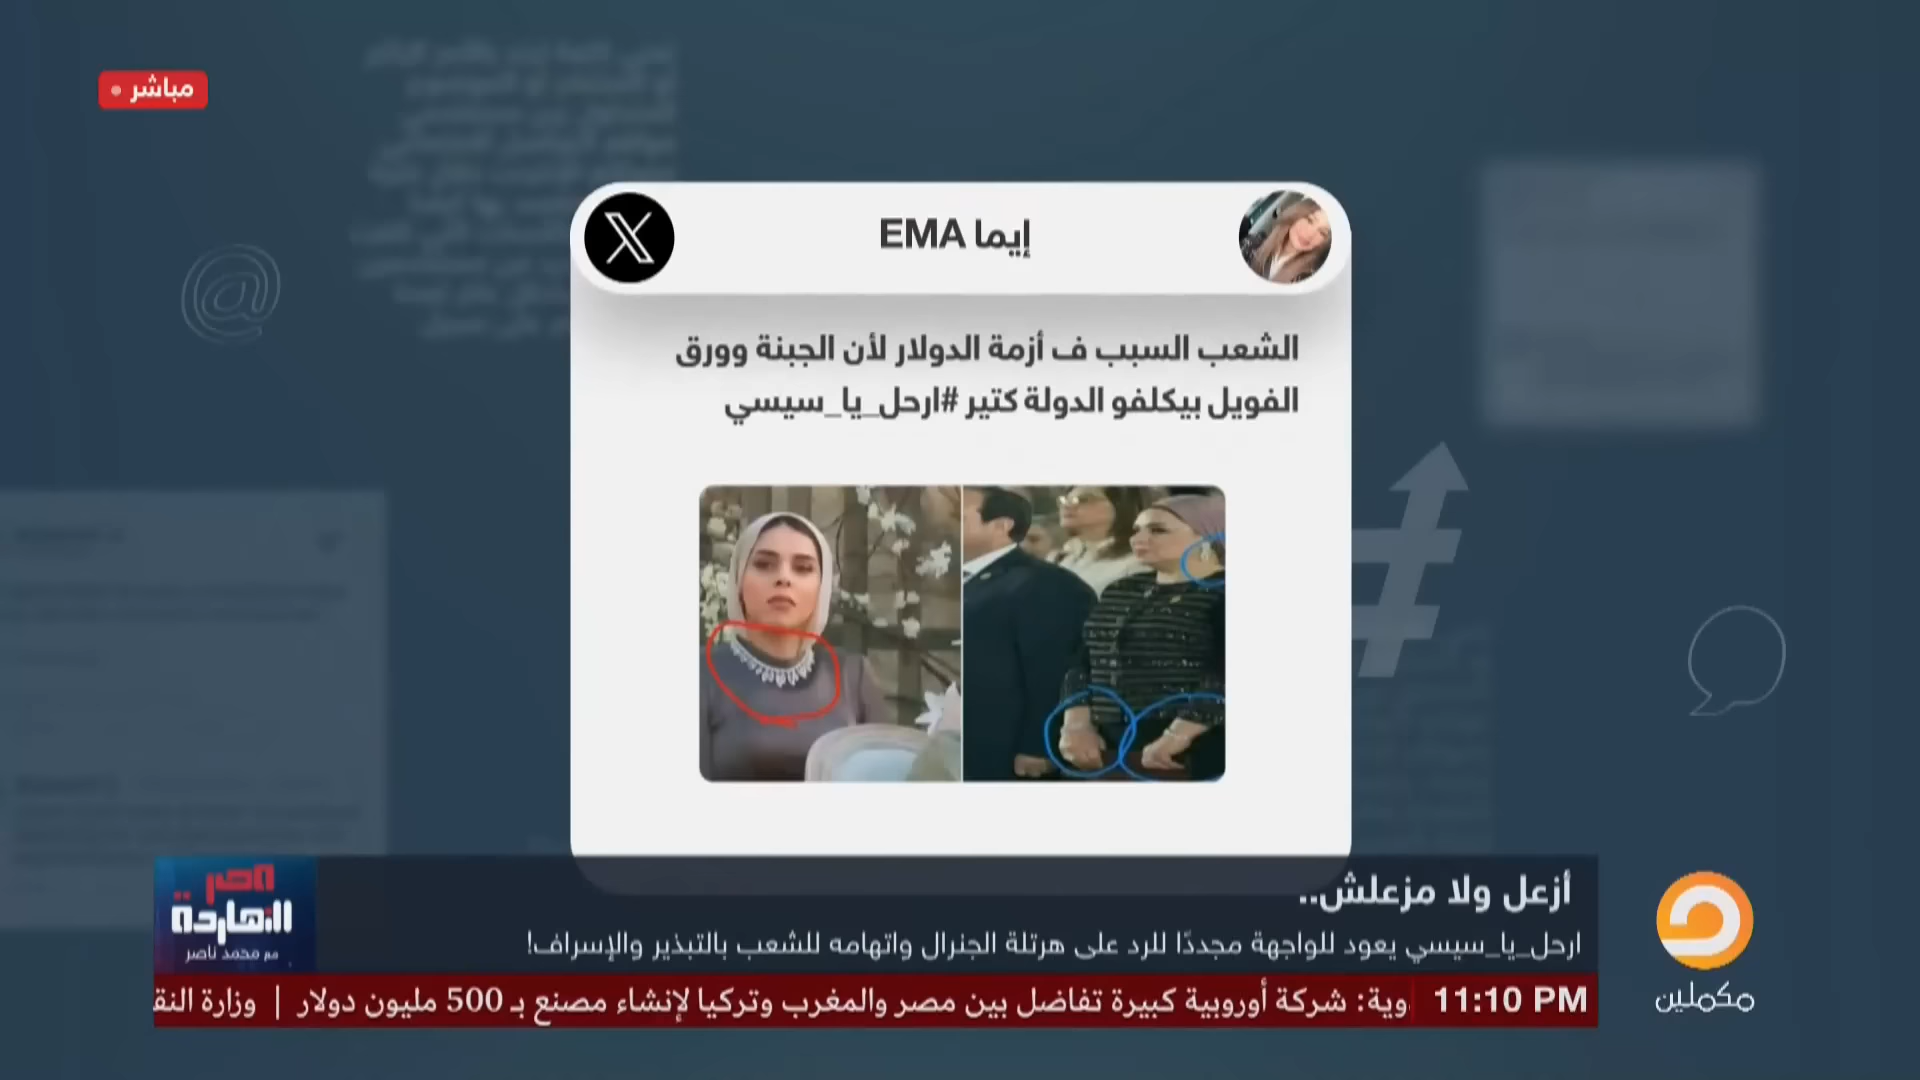 مباشر
إيما EMA
الشعب السبب ف أزمة الدولار لأن الجبنة وورق
الفويل بيكلفو الدولة كتير #ارحل_يا_سيسي
أزعل ولا مزعلش..
ارحل_يا_سيسي يعود للواجهة مجددًا للرد على هرتلة الجنرال واتهامه للشعب بالتبذير والإسراف!
مصر
النهاردة
مع محمد ناصر
11:10 PM
وية: شركة أوروبية كبيرة تفاضل بين مصر والمغرب وتركيا لإنشاء مصنع بـ 500 مليون دولار | وزارة النق
مكملين